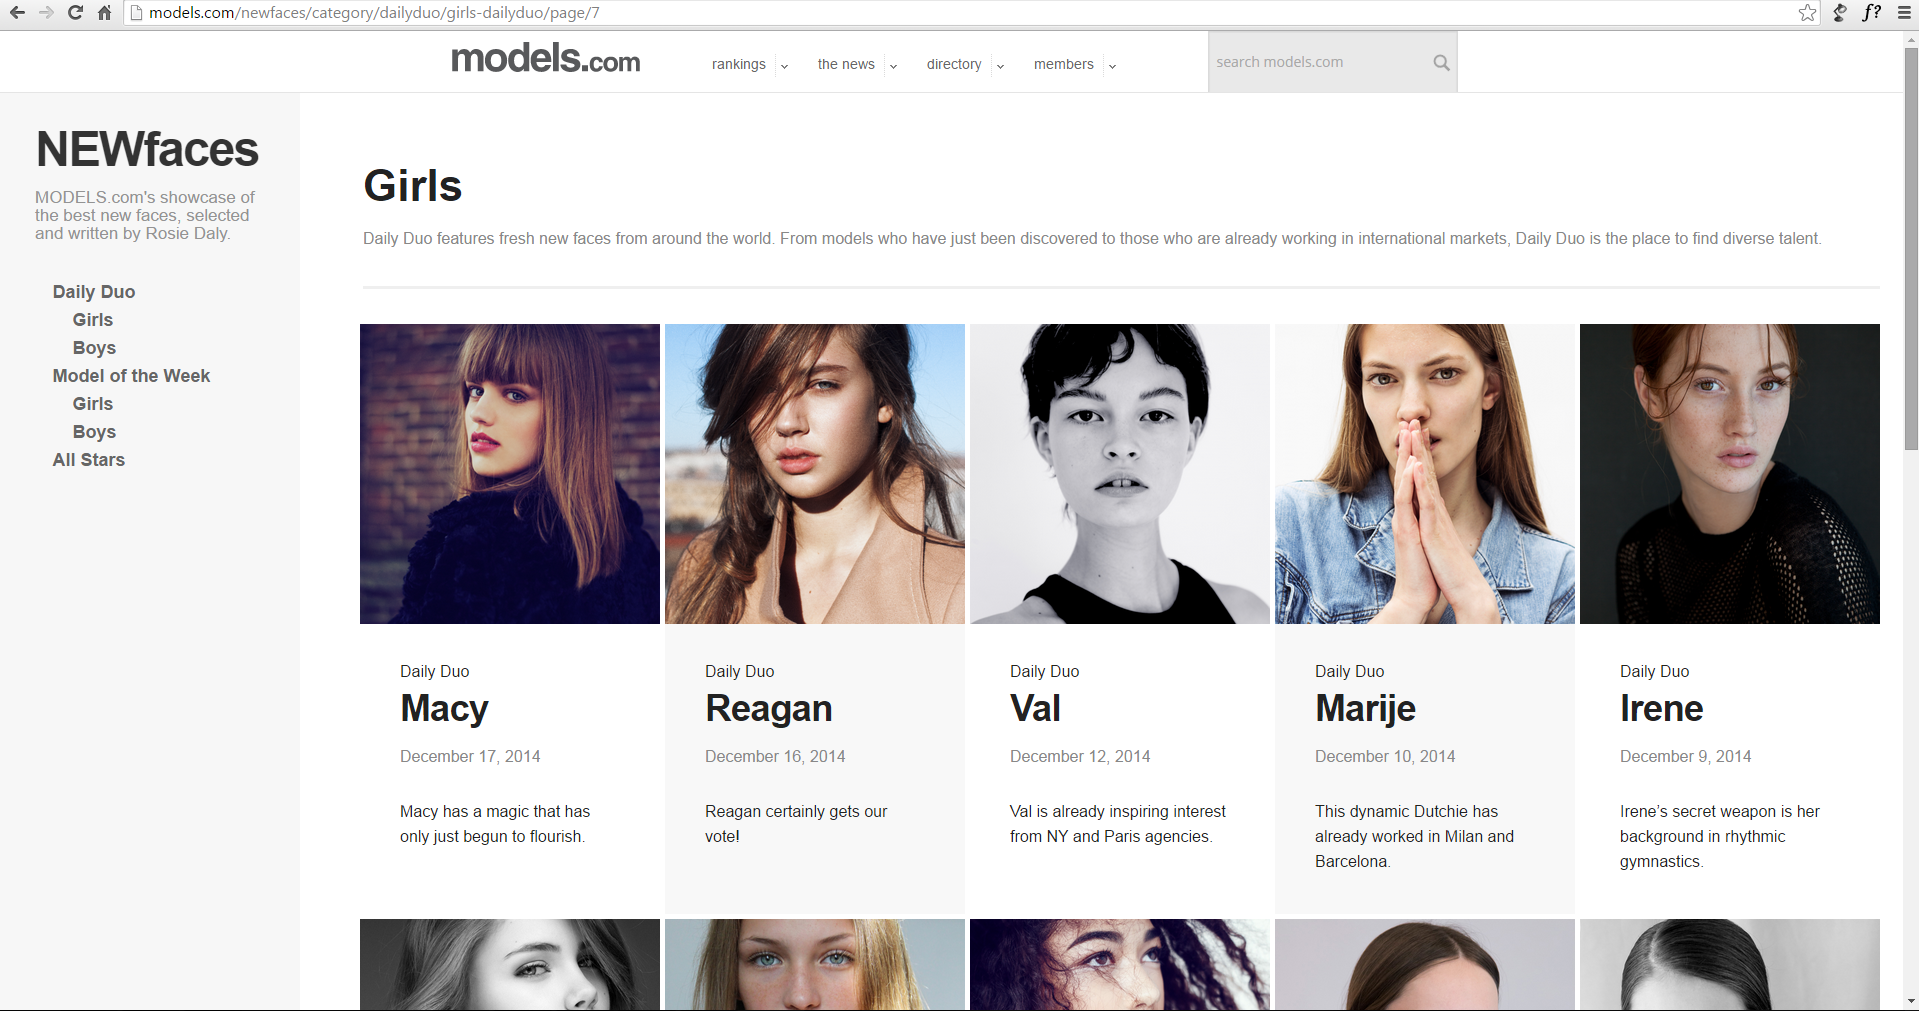 models.com/newfaces/category/dailyduo/girls-dailyduo/page/7
f?
models.com
rankings
the news
directory
members
search models.com
NEWfaces
MODELS.com's showcase of
the best new faces, selected
and written by Rosie Daly.
Daily Duo
Girls
Boys
Model of the Week
Girls
Boys
All Stars
Girls
Daily Duo features fresh new faces from around the world. From models who have just been discovered to those who are already working in international markets, Daily Duo is the place to find diverse talent.
Daily Duo
Macy
December 17, 2014
Macy has a magic that has
only just begun to flourish.
Daily Duo
Reagan
December 16, 2014
Reagan certainly gets our
vote!
Daily Duo
Val
December 12, 2014
Val is already inspiring interest
from NY and Paris agencies.
Daily Duo
Marije
December 10, 2014
This dynamic Dutchie has
already worked in Milan and
Barcelona.
Daily Duo
Irene
December 9, 2014
Irene’s secret weapon is her
background in rhythmic
gymnastics.